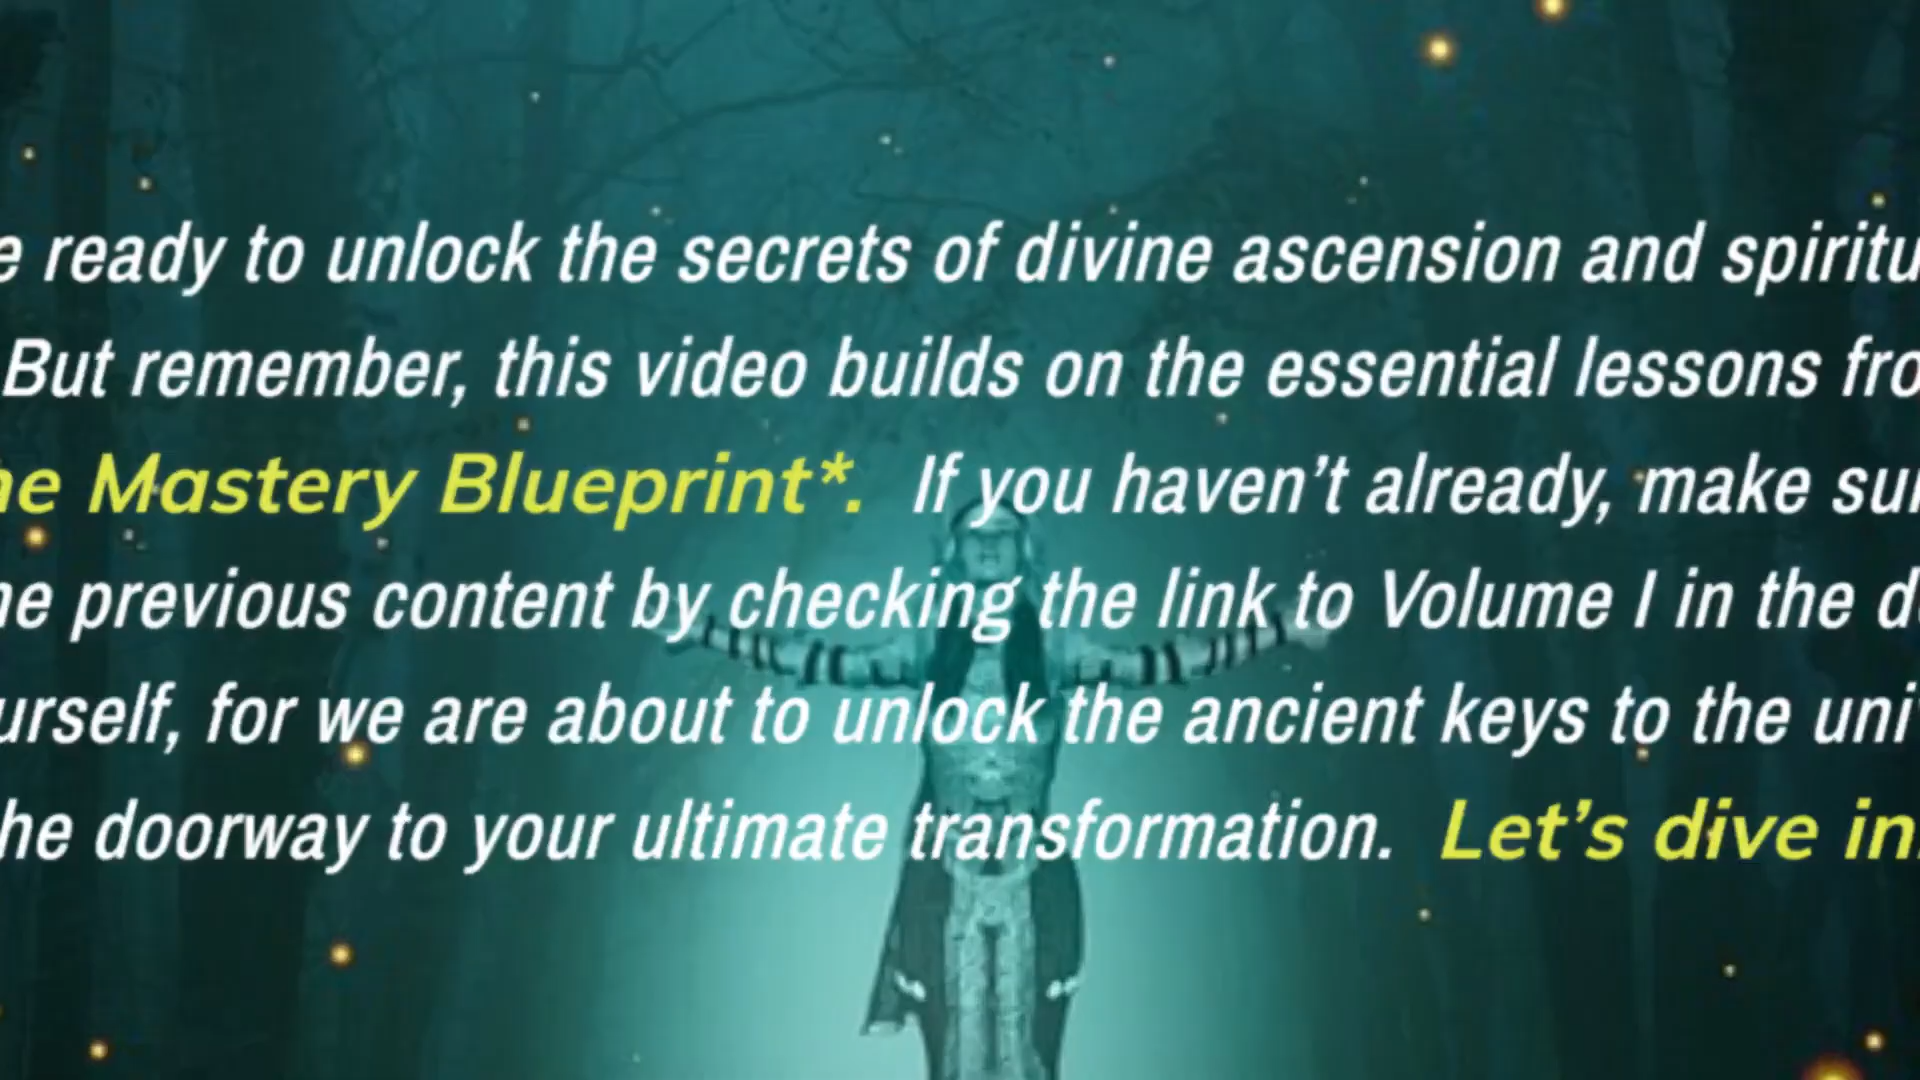 e ready to unlock the secrets of divine ascension and spiritu
But remember, this video builds on the essential lessons fro
he Mastery Blueprint*. If you haven't already, make sur
he previous content by checking the link to Volume I in the de
urself, for we are about to unlock the ancient keys to the univ
he doorway to your ultimate transformation. Let's dive in.